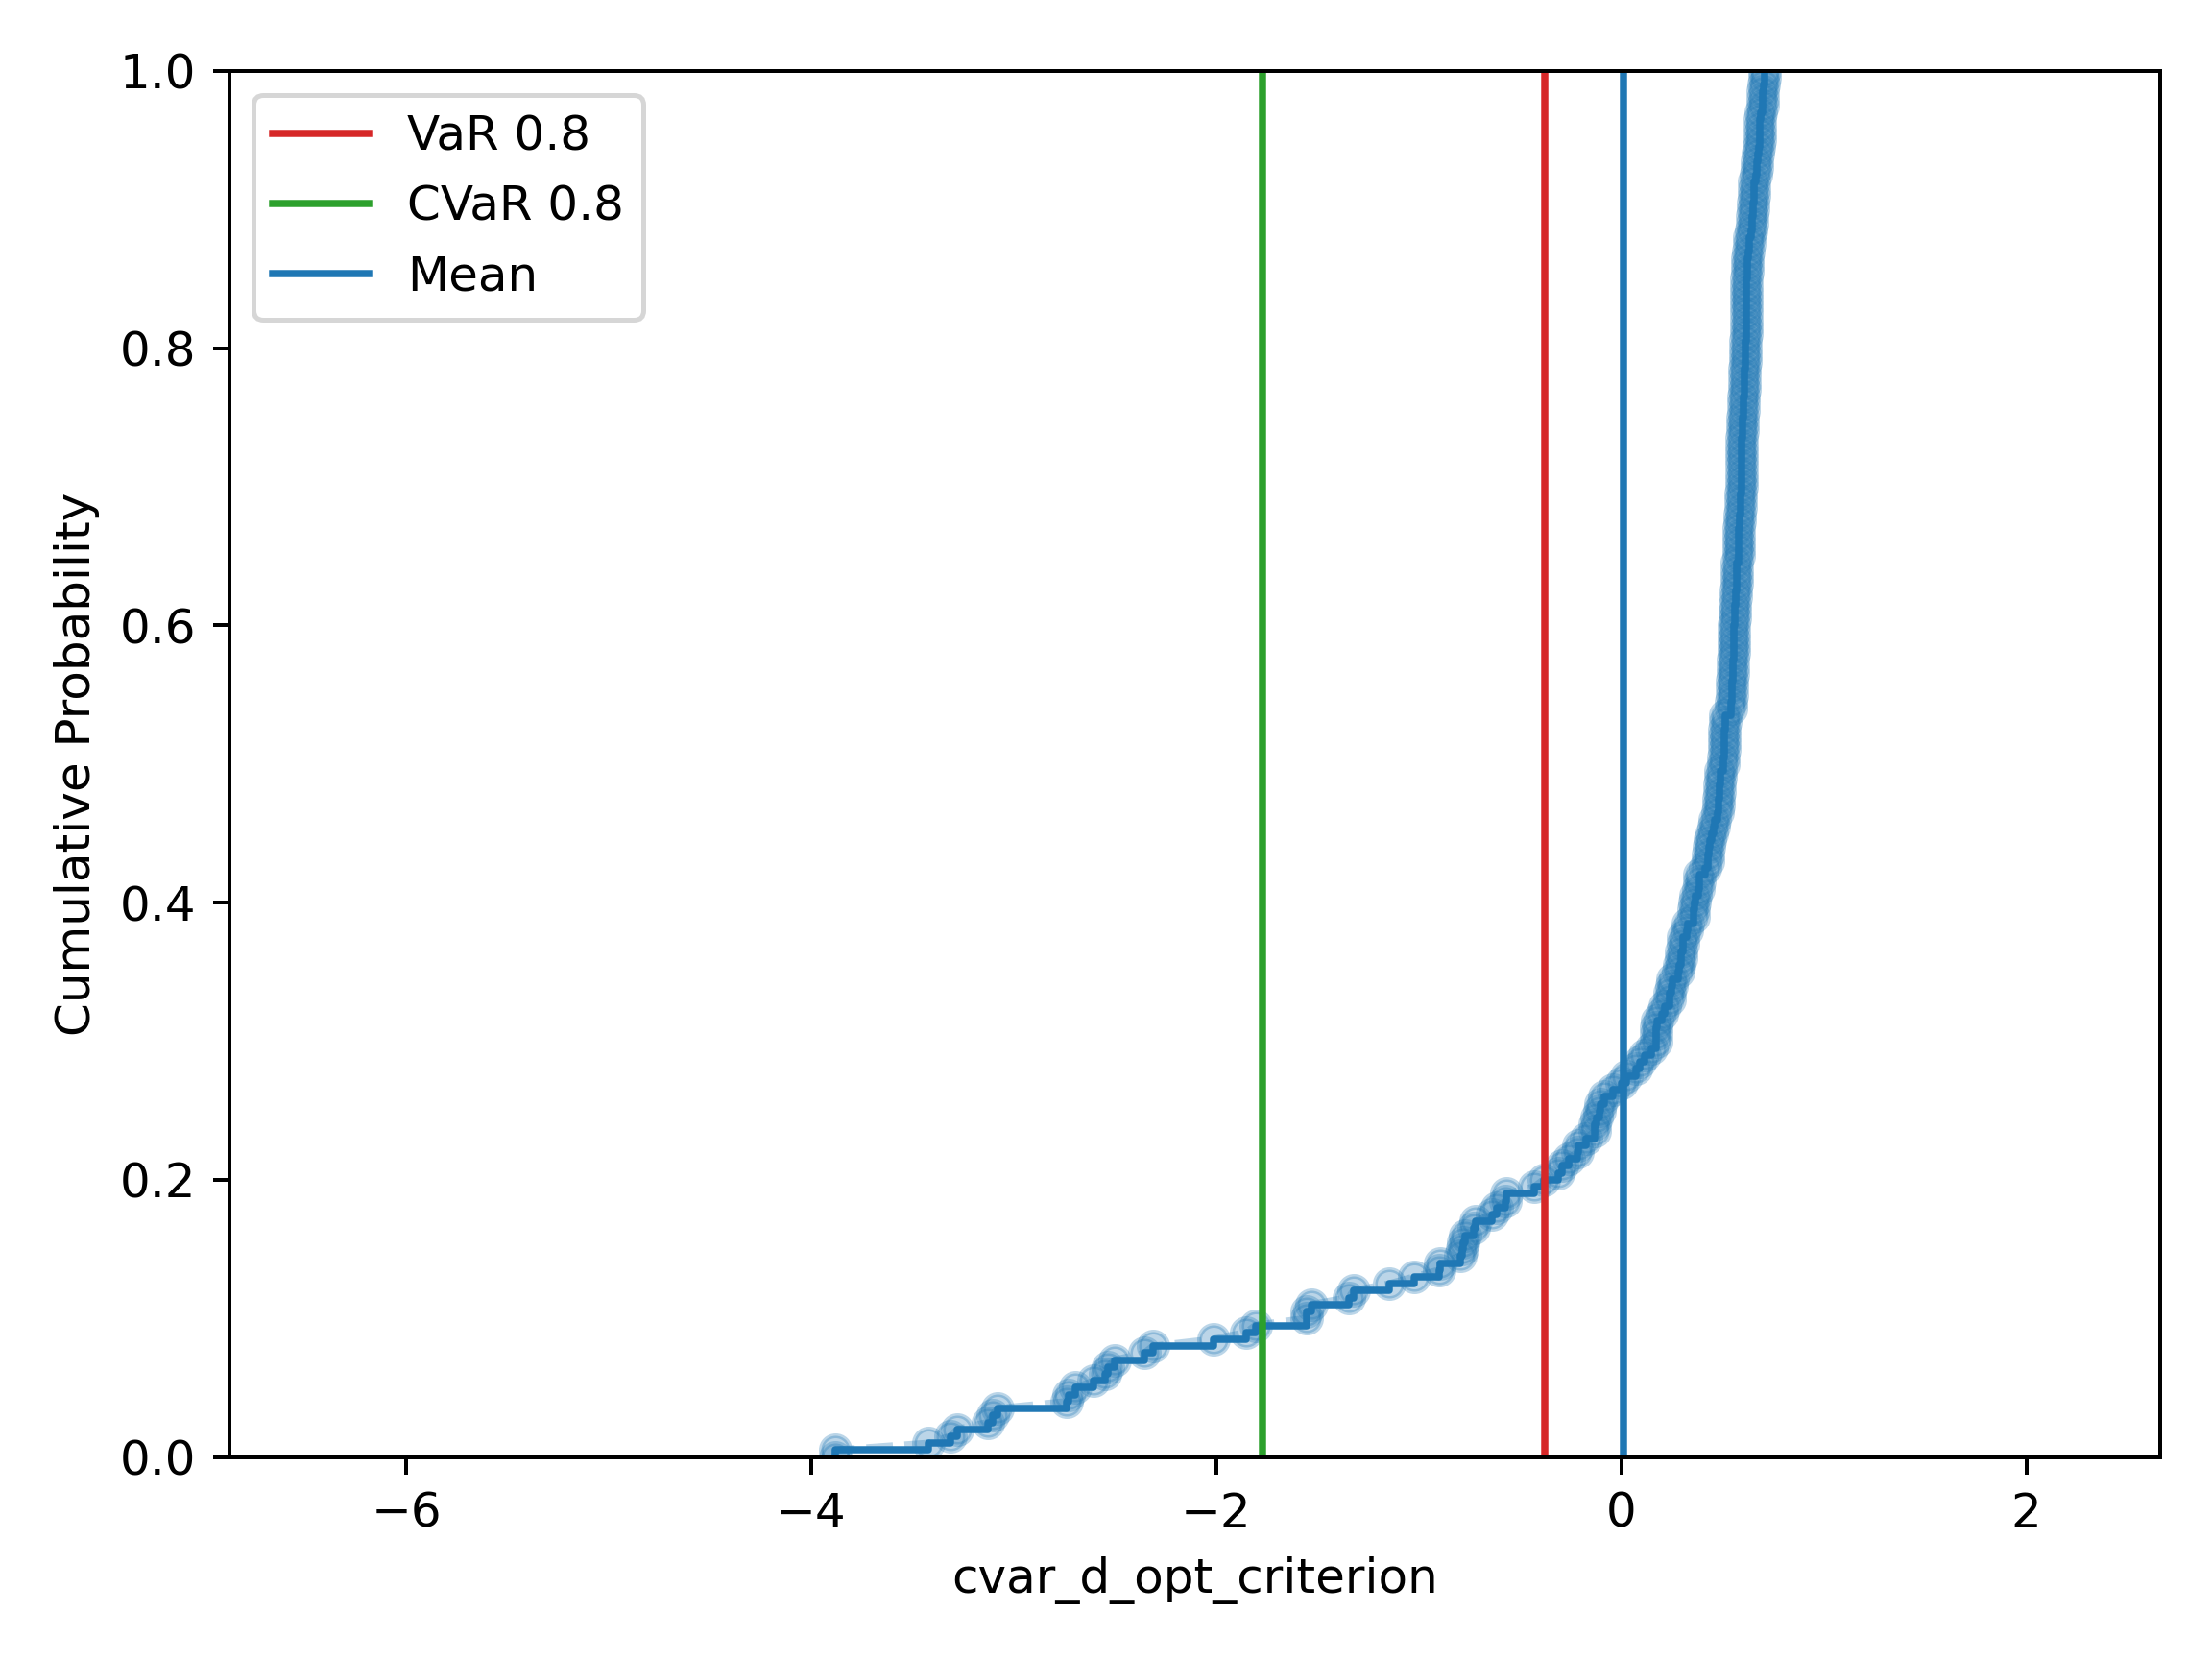 VaR 0.8
CVaR 0.8
Mean
Cumulative Probability
1.0
0.8
0.6
0.4
0.2
0.0
−6
−4
−2
0
2
cvar_d_opt_criterion